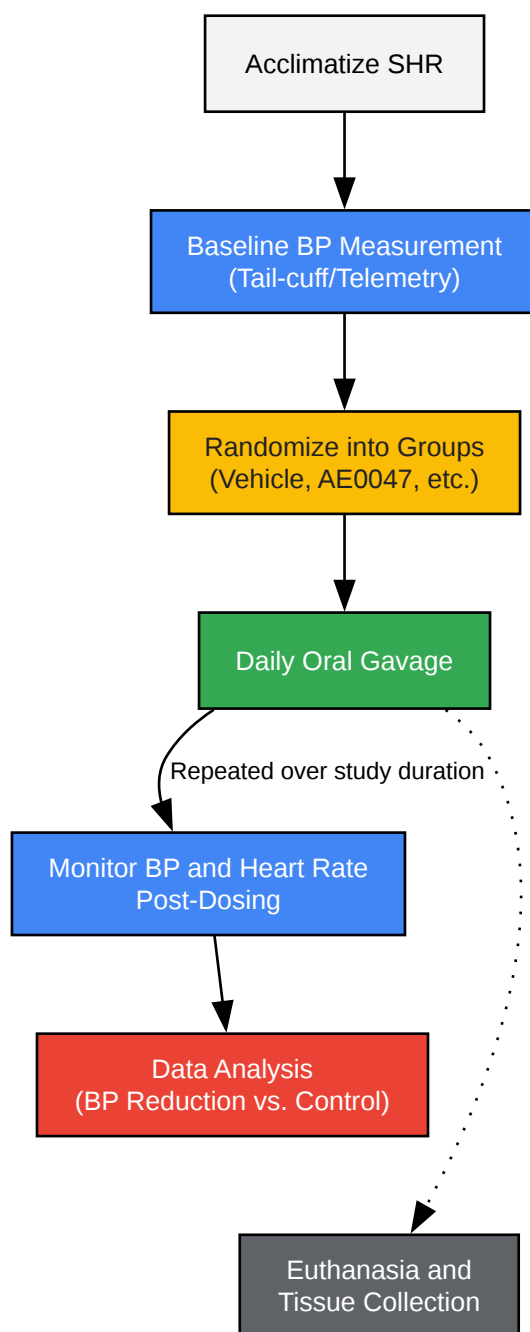 Acclimatize SHR
Baseline BP Measurement
(Tail-cuff/Telemetry)
Randomize into Groups
(Vehicle, AE0047, etc.)
Daily Oral Gavage
Repeated over study duration
Monitor BP and Heart Rate
Post-Dosing
Data Analysis
(BP Reduction vs. Control)
Euthanasia and
Tissue Collection